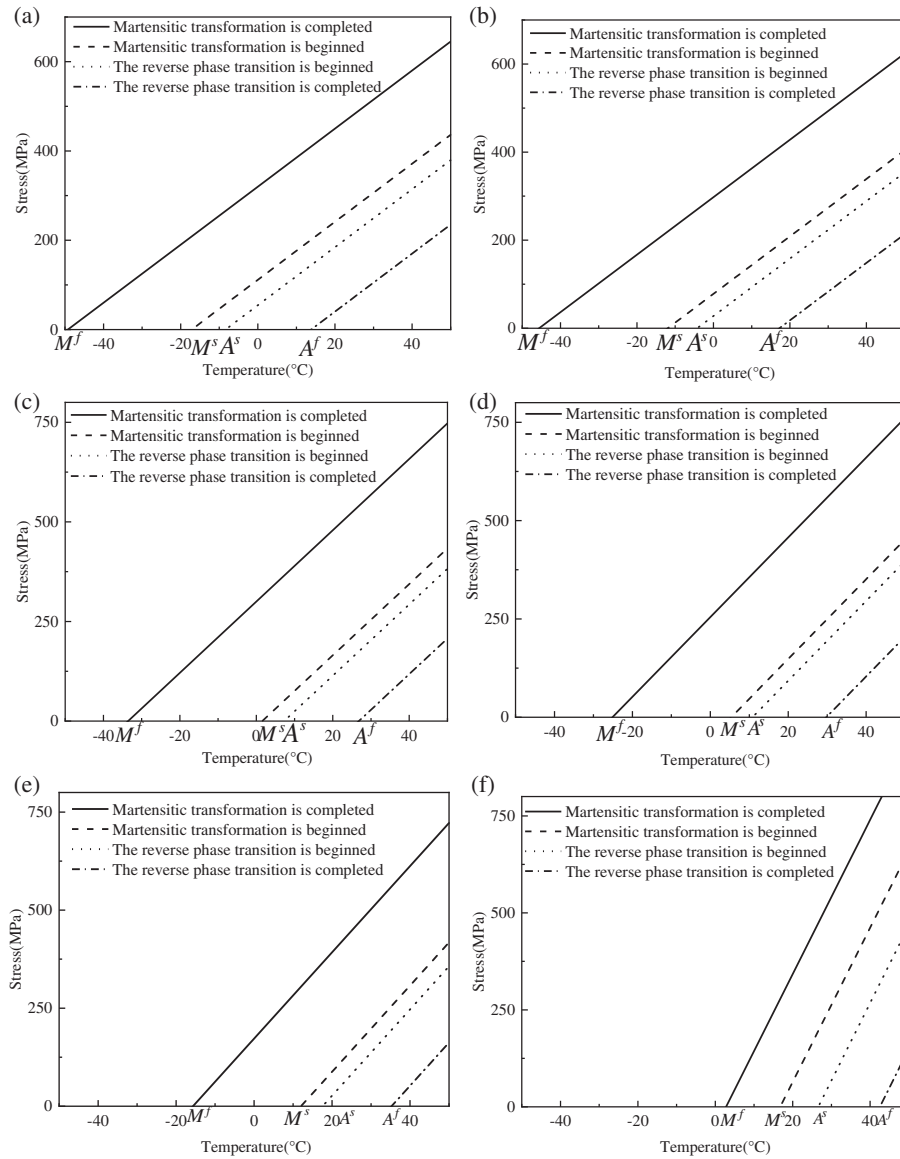 (a)
Martensitic transformation is completed
Martensitic transformation is beginned
The reverse phase transition is beginned
The reverse phase transition is completed
600
400
200
0
Stress(MPa)
-40 -20 0 20 40
M^f M^s A^s A^f
Temperature(°C)
(b)
Martensitic transformation is completed
Martensitic transformation is beginned
The reverse phase transition is beginned
The reverse phase transition is completed
600
400
200
0
Stress(MPa)
-40 -20 0 20 40
M^f M^s A^s A^f
Temperature(°C)
(c)
Martensitic transformation is completed
Martensitic transformation is beginned
The reverse phase transition is beginned
The reverse phase transition is completed
750
500
250
0
Stress(MPa)
-40 -20 0 20 40
M^f M^s A^s A^f
Temperature(°C)
(d)
Martensitic transformation is completed
Martensitic transformation is beginned
The reverse phase transition is beginned
The reverse phase transition is completed
750
500
250
0
Stress(MPa)
-40 -20 0 20 40
M^f M^s A^s A^f
Temperature(°C)
(e)
Martensitic transformation is completed
Martensitic transformation is beginned
The reverse phase transition is beginned
The reverse phase transition is completed
750
500
250
0
Stress(MPa)
-40 -20 0 20 40
M^f M^s A^s A^f
Temperature(°C)
(f)
Martensitic transformation is completed
Martensitic transformation is beginned
The reverse phase transition is beginned
The reverse phase transition is completed
750
500
250
0
Stress(MPa)
-40 -20 0 20 40
M^f M^s A^s A^f
Temperature(°C)